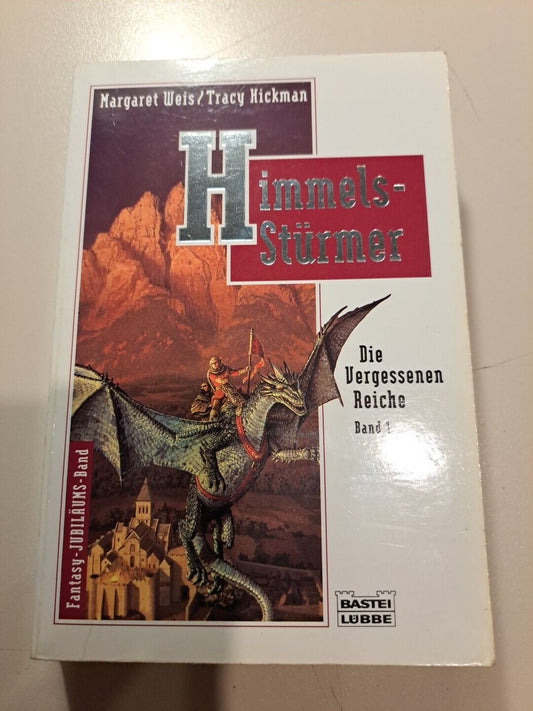 Margaret Weis/Tracy Hickman
Himmels-
Stürmer
Die
Vergessenen
Reiche
Band 1
Fantasy-JUBILÄUMS-Band
BASTEI
LÜBBE